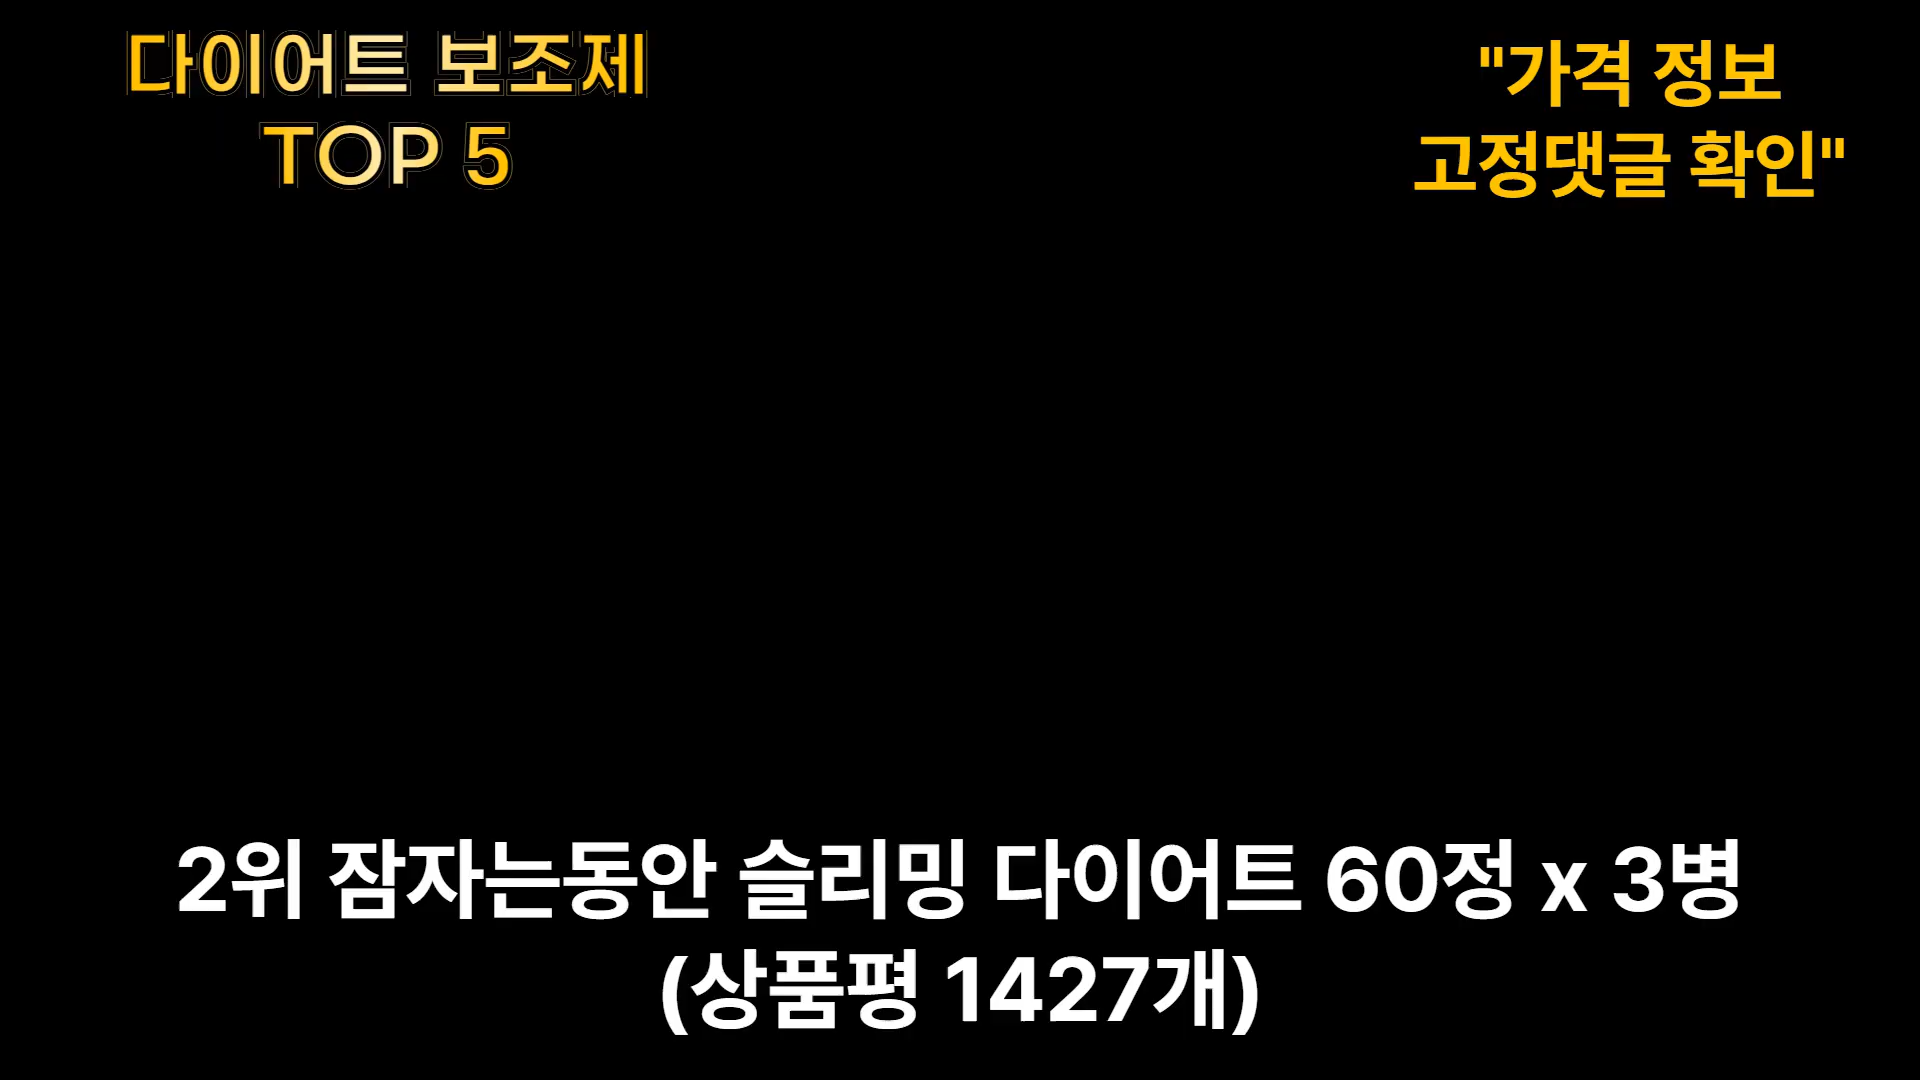 다이어트 보조제
TOP 5
"가격 정보
고정댓글 확인"
2위 잠자는동안 슬리밍 다이어트 60정 x 3병
(상품평 1427개)